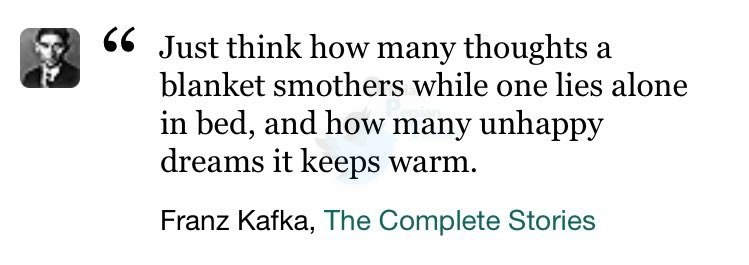 “ Just think how many thoughts a
blanket smothers while one lies alone
in bed, and how many unhappy
dreams it keeps warm.
Franz Kafka, The Complete Stories